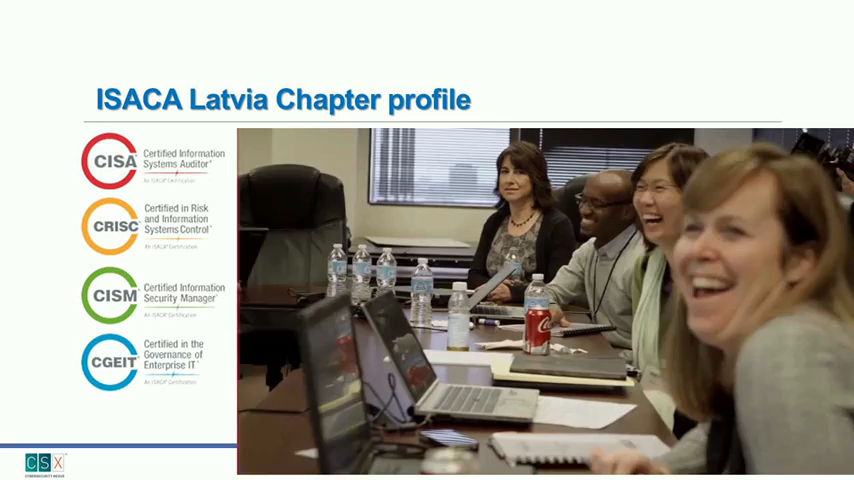 ISACA Latvia Chapter profile
CISA
Certified Information
Systems Auditor
An ISACA Certification
CRISC
Certified in Risk
and Information
Systems Control
An ISACA Certification
CISM
Certified Information
Security Manager
An ISACA Certification
CGEIT
Certified in the
Governance of
Enterprise IT
An ISACA Certification
CSX
CYBERSECURITY NEXUS